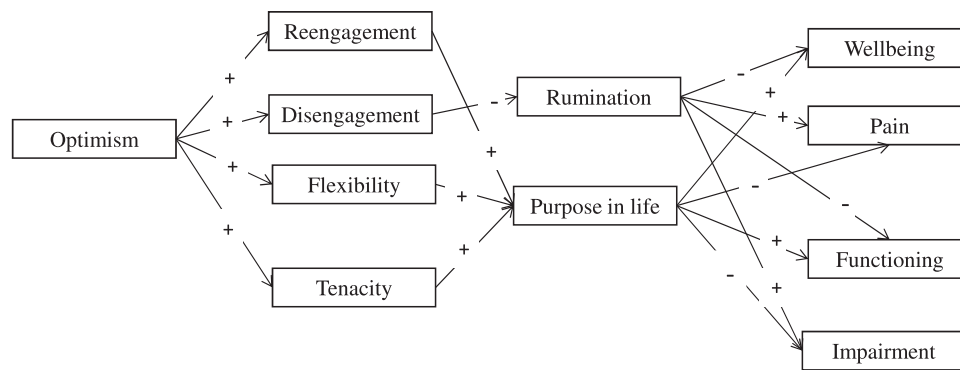 Reengagement
Wellbeing
+
-
+
Rumination
Disengagement
-
+
Pain
+
Optimism
+
+
Flexibility
+
Purpose in life
-
-
+
+
+
Functioning
Tenacity
-
+
Impairment